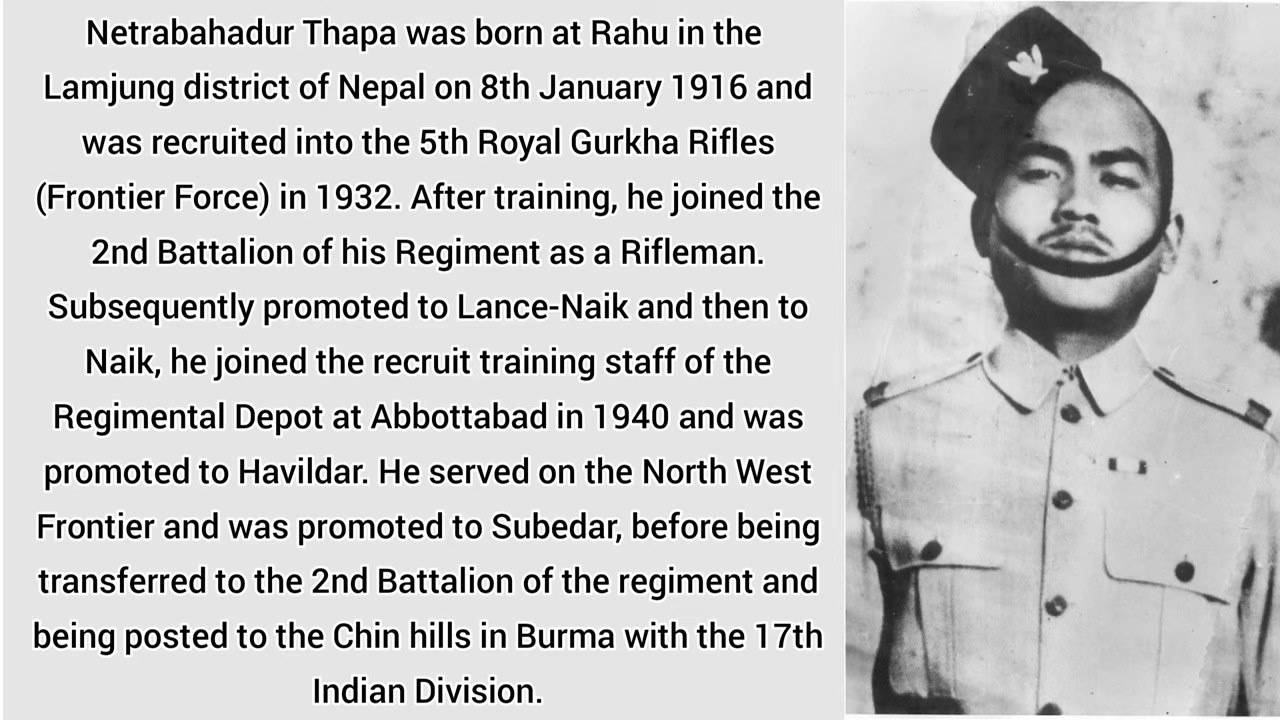 Netrabahadur Thapa was born at Rahu in the
Lamjung district of Nepal on 8th January 1916 and
was recruited into the 5th Royal Gurkha Rifles
(Frontier Force) in 1932. After training, he joined the
2nd Battalion of his Regiment as a Rifleman.
Subsequently promoted to Lance-Naik and then to
Naik, he joined the recruit training staff of the
Regimental Depot at Abbottabad in 1940 and was
promoted to Havildar. He served on the North West
Frontier and was promoted to Subedar, before being
transferred to the 2nd Battalion of the regiment and
being posted to the Chin hills in Burma with the 17th
Indian Division.